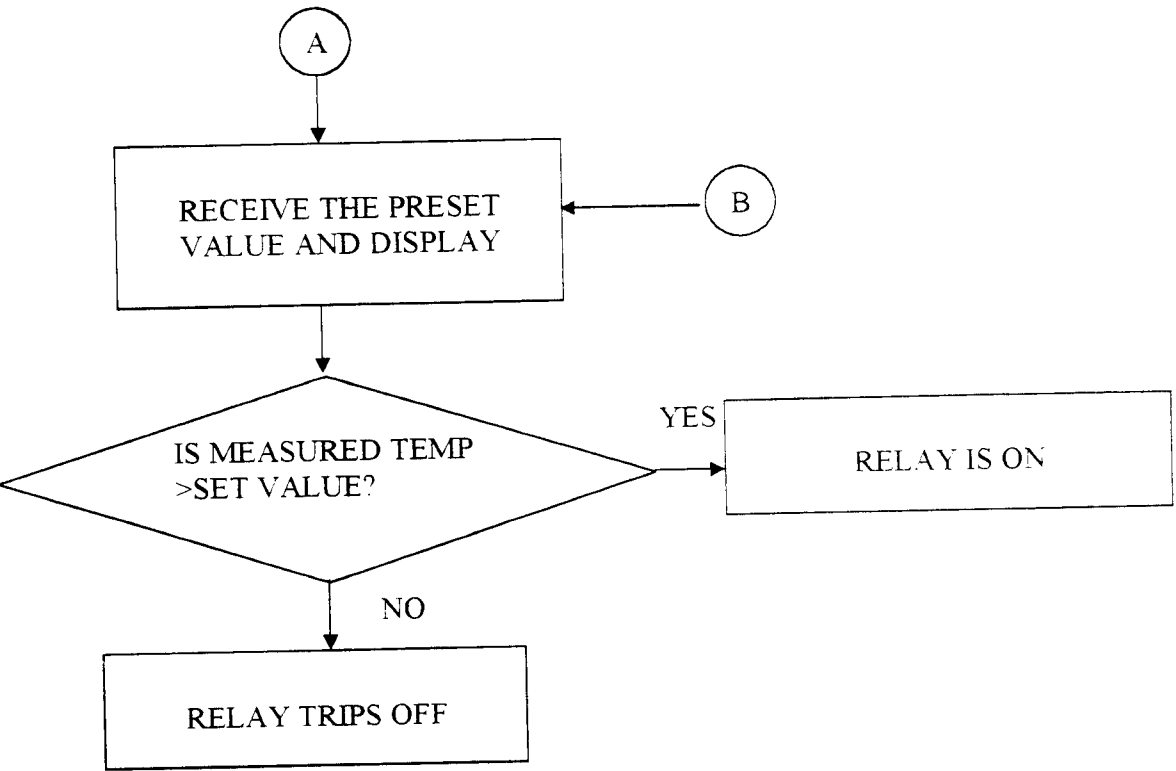 A
RECEIVE THE PRESET
VALUE AND DISPLAY
B
IS MEASURED TEMP
>SET VALUE?
YES
RELAY IS ON
NO
RELAY TRIPS OFF